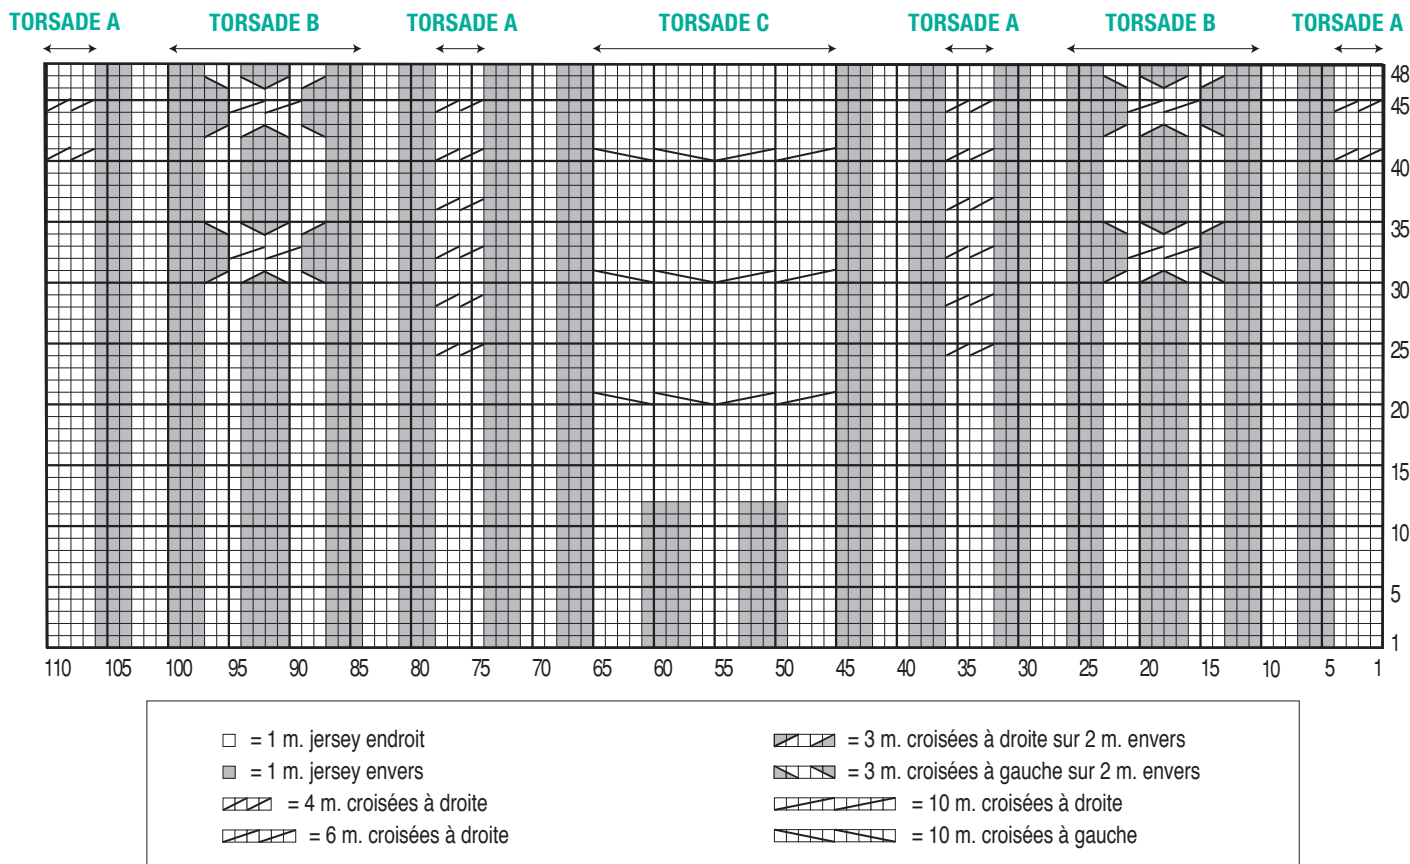 TORSADE A TORSADE B TORSADE A TORSADE C TORSADE A TORSADE B TORSADE A
48
45
40
35
30
25
20
15
10
5
1
110 105 100 95 90 85 80 75 70 65 60 55 50 45 40 35 30 25 20 15 10 5 1
= 1 m. jersey endroit
= 1 m. jersey envers
= 4 m. croisées à droite
= 6 m. croisées à droite
= 3 m. croisées à droite sur 2 m. envers
= 3 m. croisées à gauche sur 2 m. envers
= 10 m. croisées à droite
= 10 m. croisées à gauche